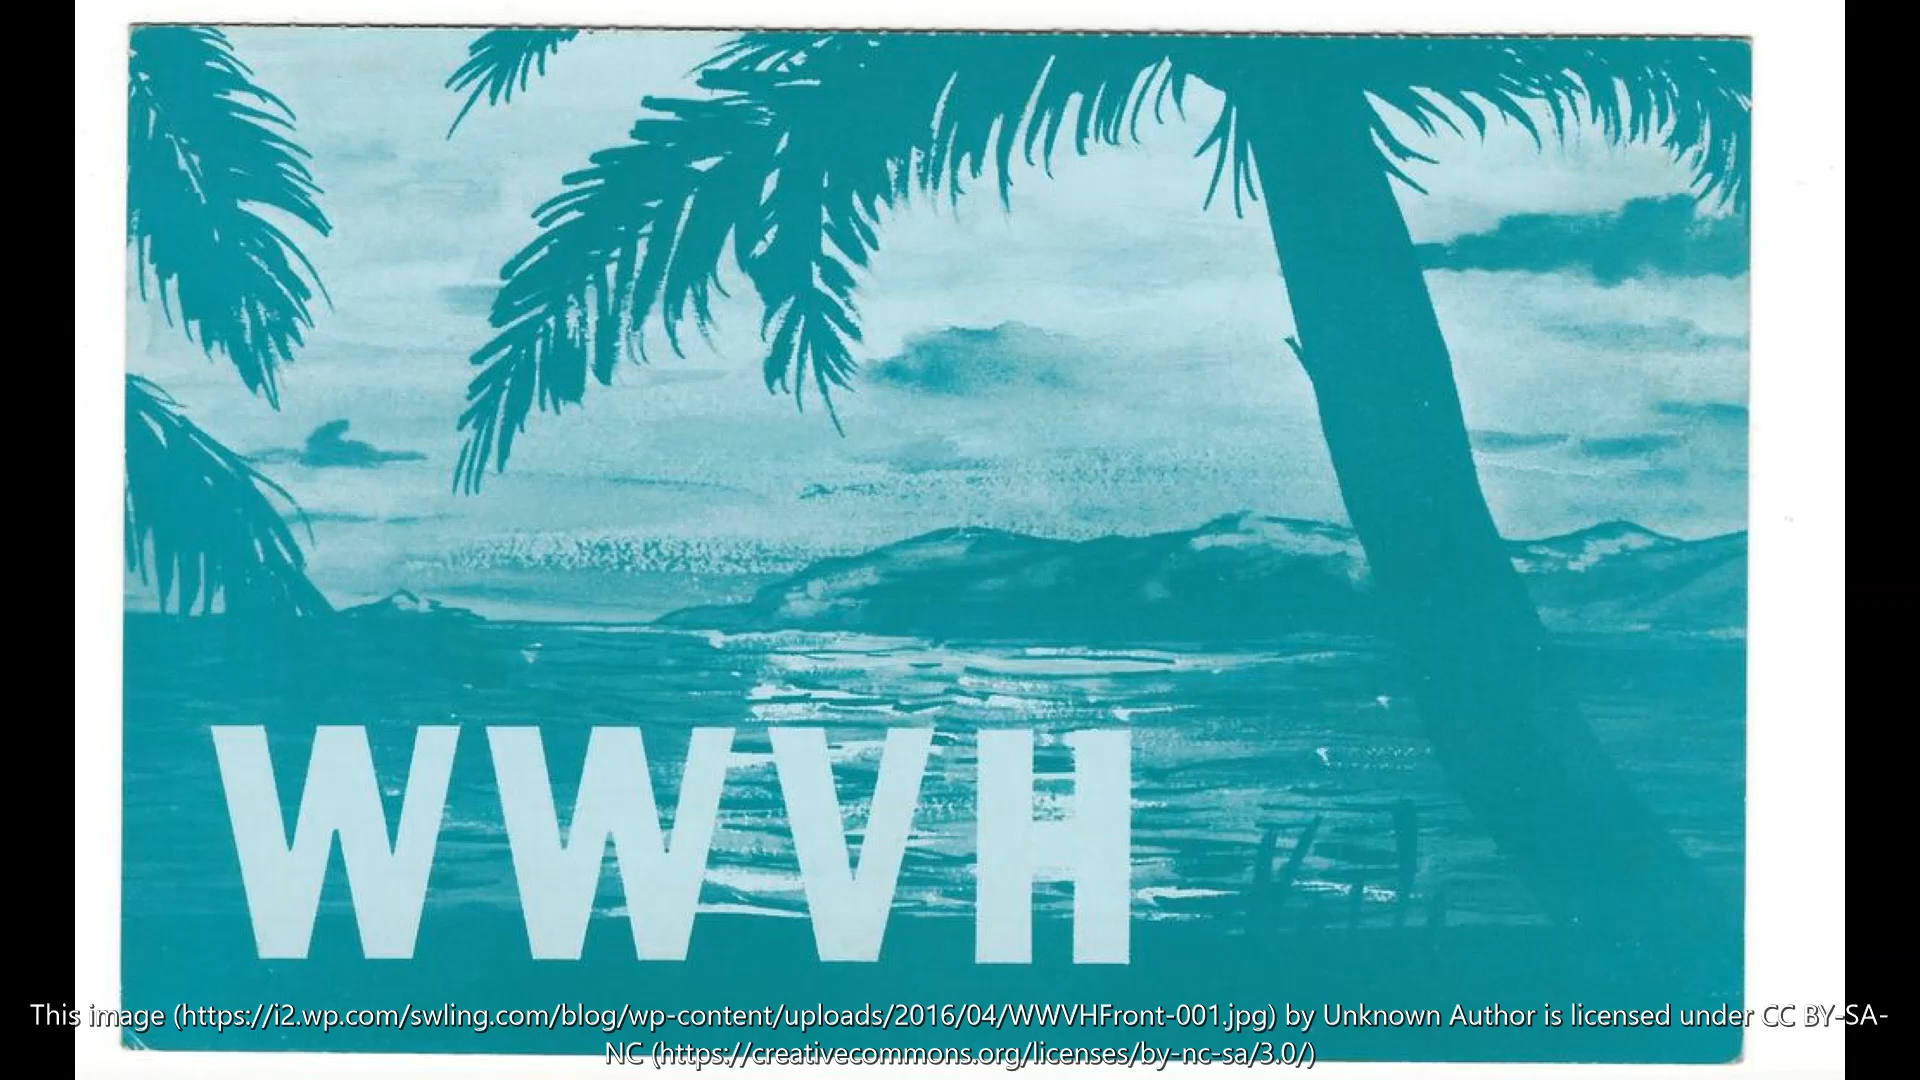 WWVH
This image (https://i2.wp.com/swling.com/blog/wp-content/uploads/2016/04/WWVHFront-001.jpg) by Unknown Author is licensed under CC BY-SA-
NC (https://creativecommons.org/licenses/by-nc-sa/3.0/)